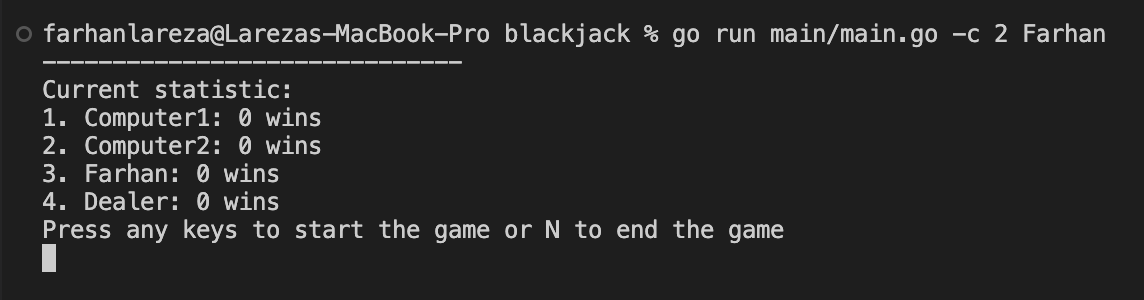 farhanlareza@Larezas-MacBook-Pro blackjack % go run main/main.go -c 2 Farhan
------------------------------
Current statistic:
1. Computer1: 0 wins
2. Computer2: 0 wins
3. Farhan: 0 wins
4. Dealer: 0 wins
Press any keys to start the game or N to end the game